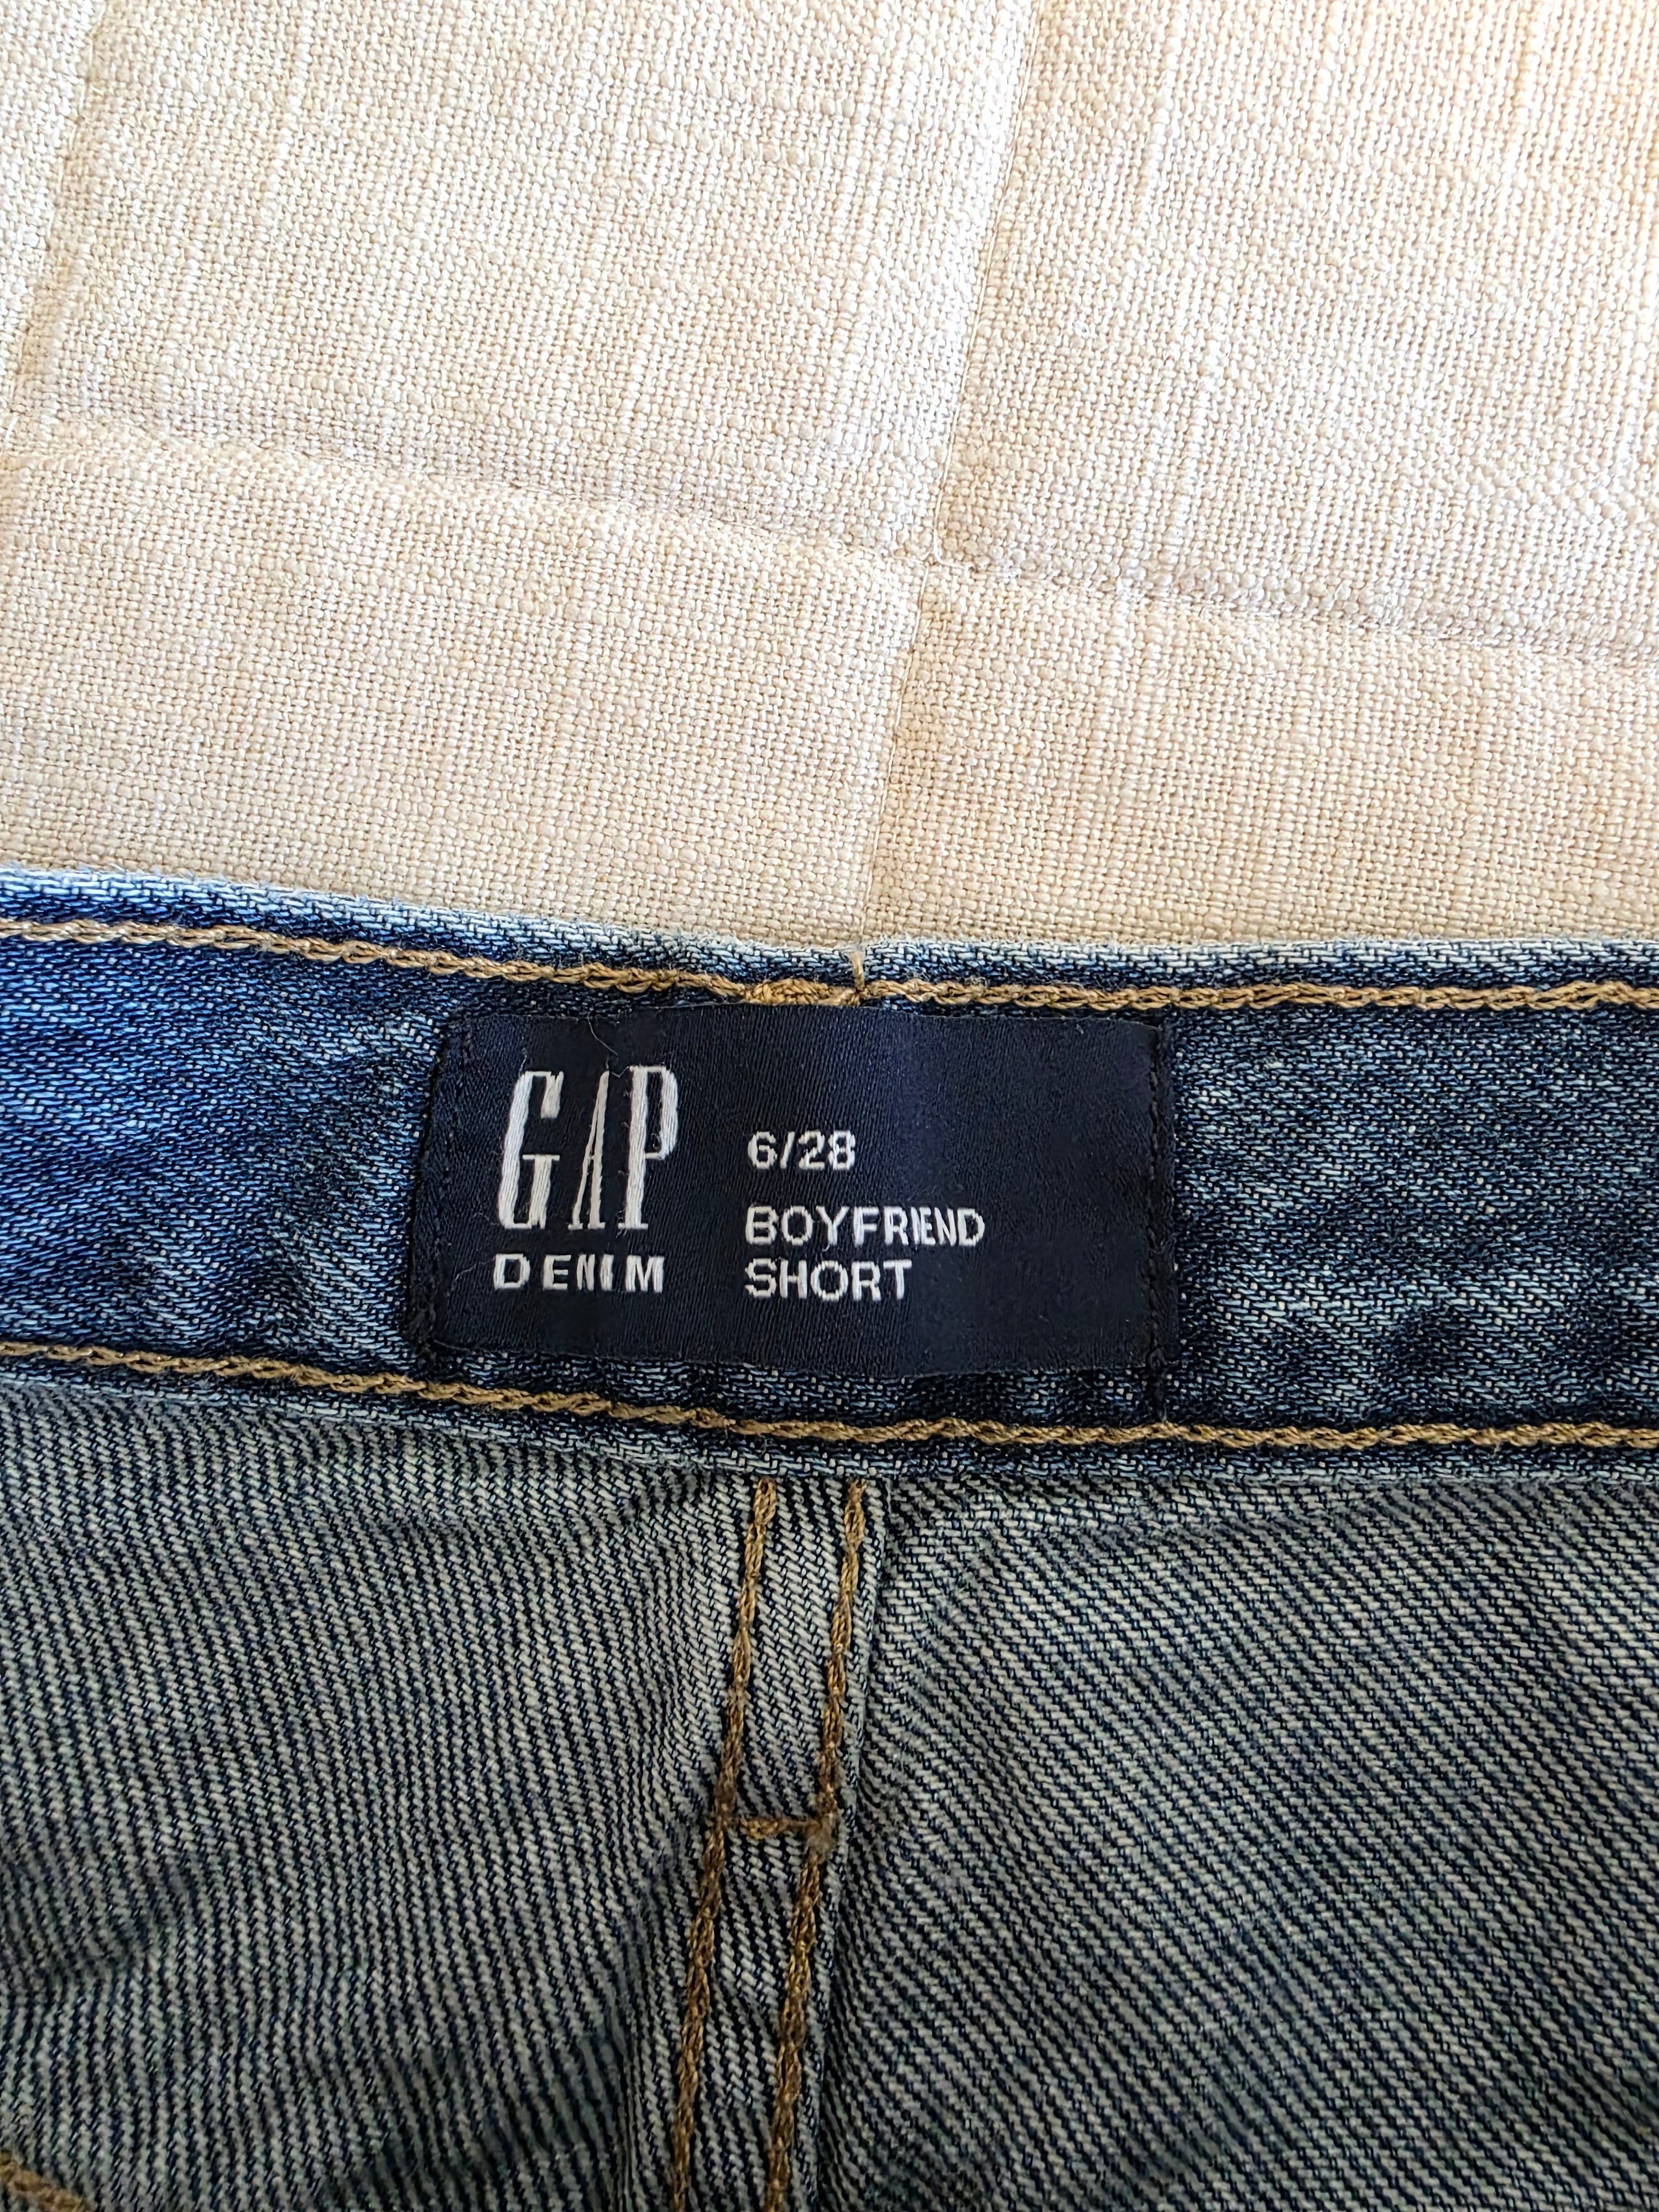 GAP
DENIM
6/28
BOYFRIEND
SHORT